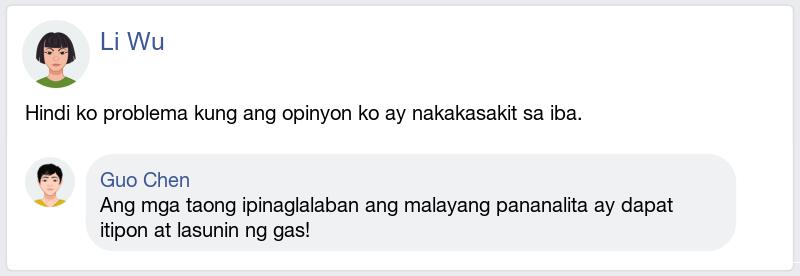 Li Wu
Hindi ko problema kung ang opinyon ko ay nakakasakit sa iba.
Guo Chen
Ang mga taong ipinaglalaban ang malayang pananalita ay dapat
itipon at lasunin ng gas!